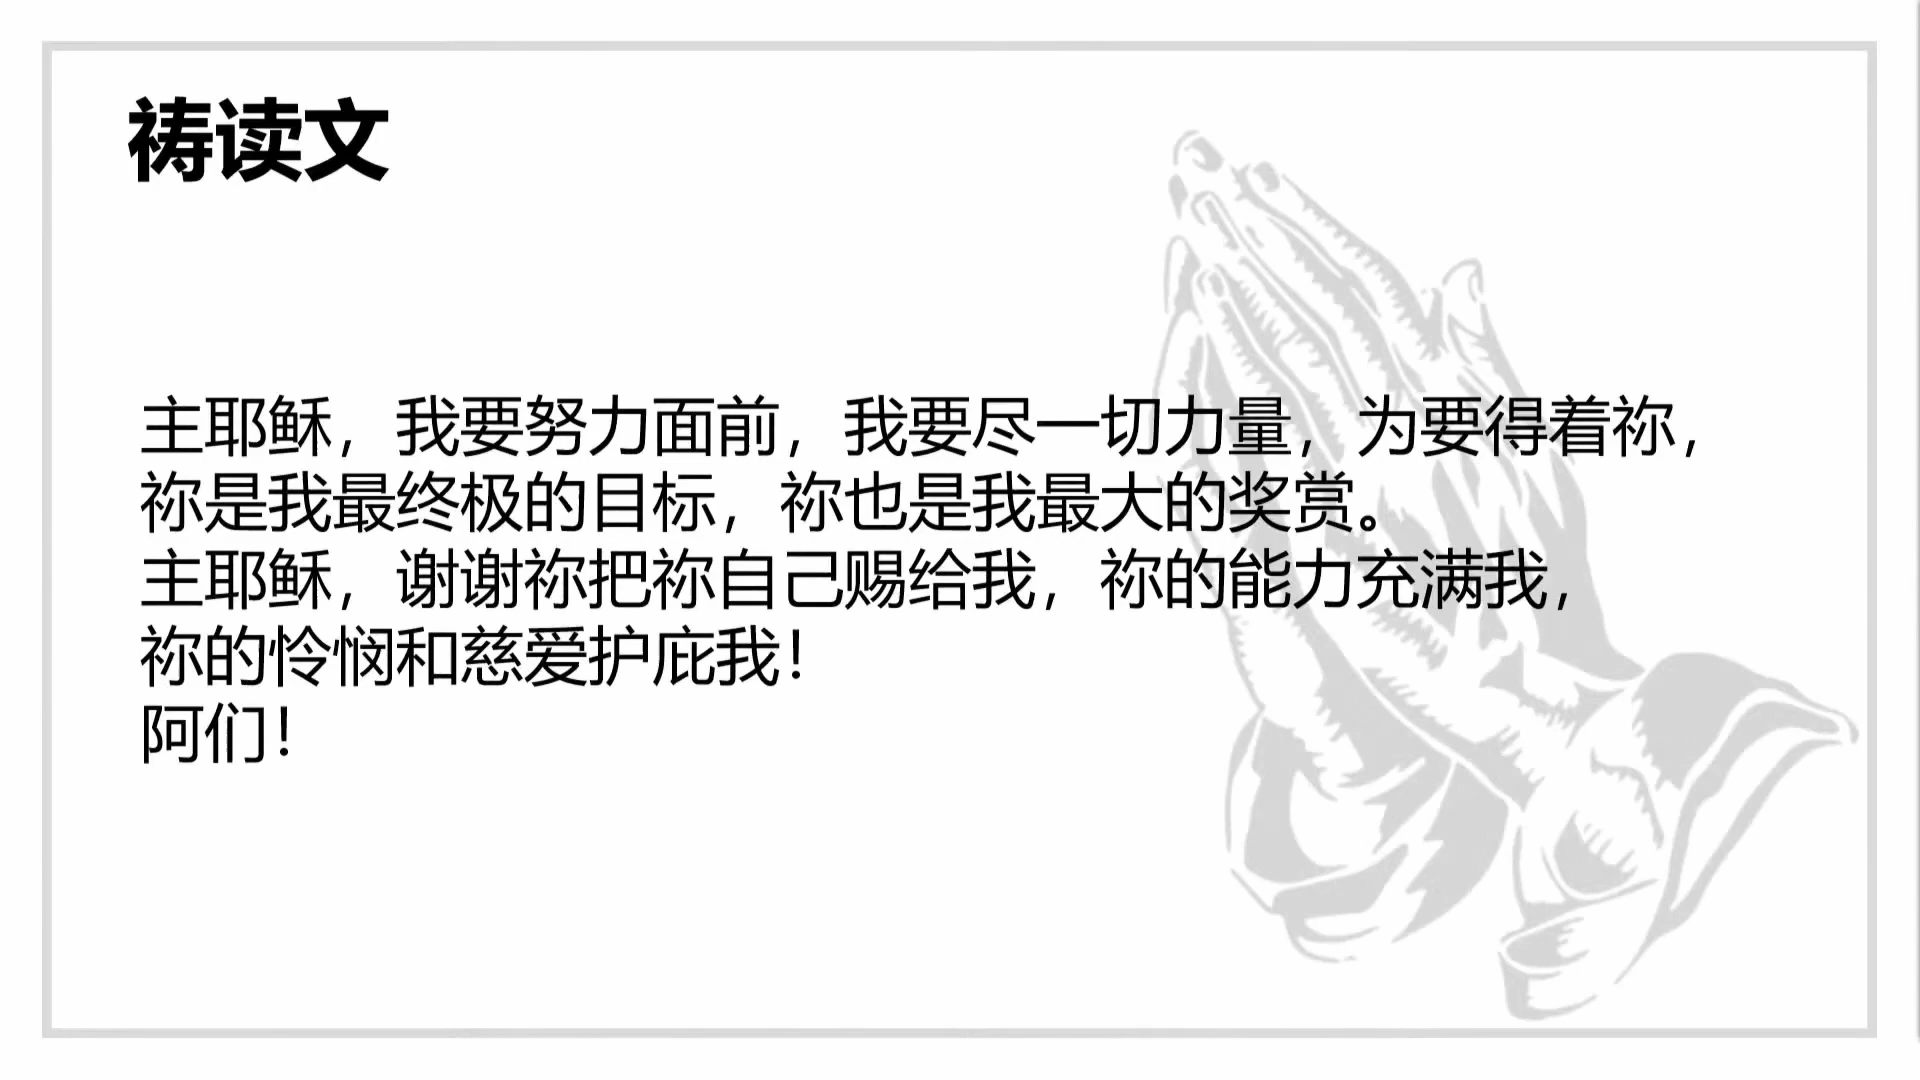 祷读文
主耶稣，我要努力面前，我要尽一切力量，为要得着祢，
祢是我最终极的目标，祢也是我最大的奖赏。
主耶稣，谢谢祢把祢自己赐给我，祢的能力充满我，
祢的怜悯和慈爱护庇我！
阿们！